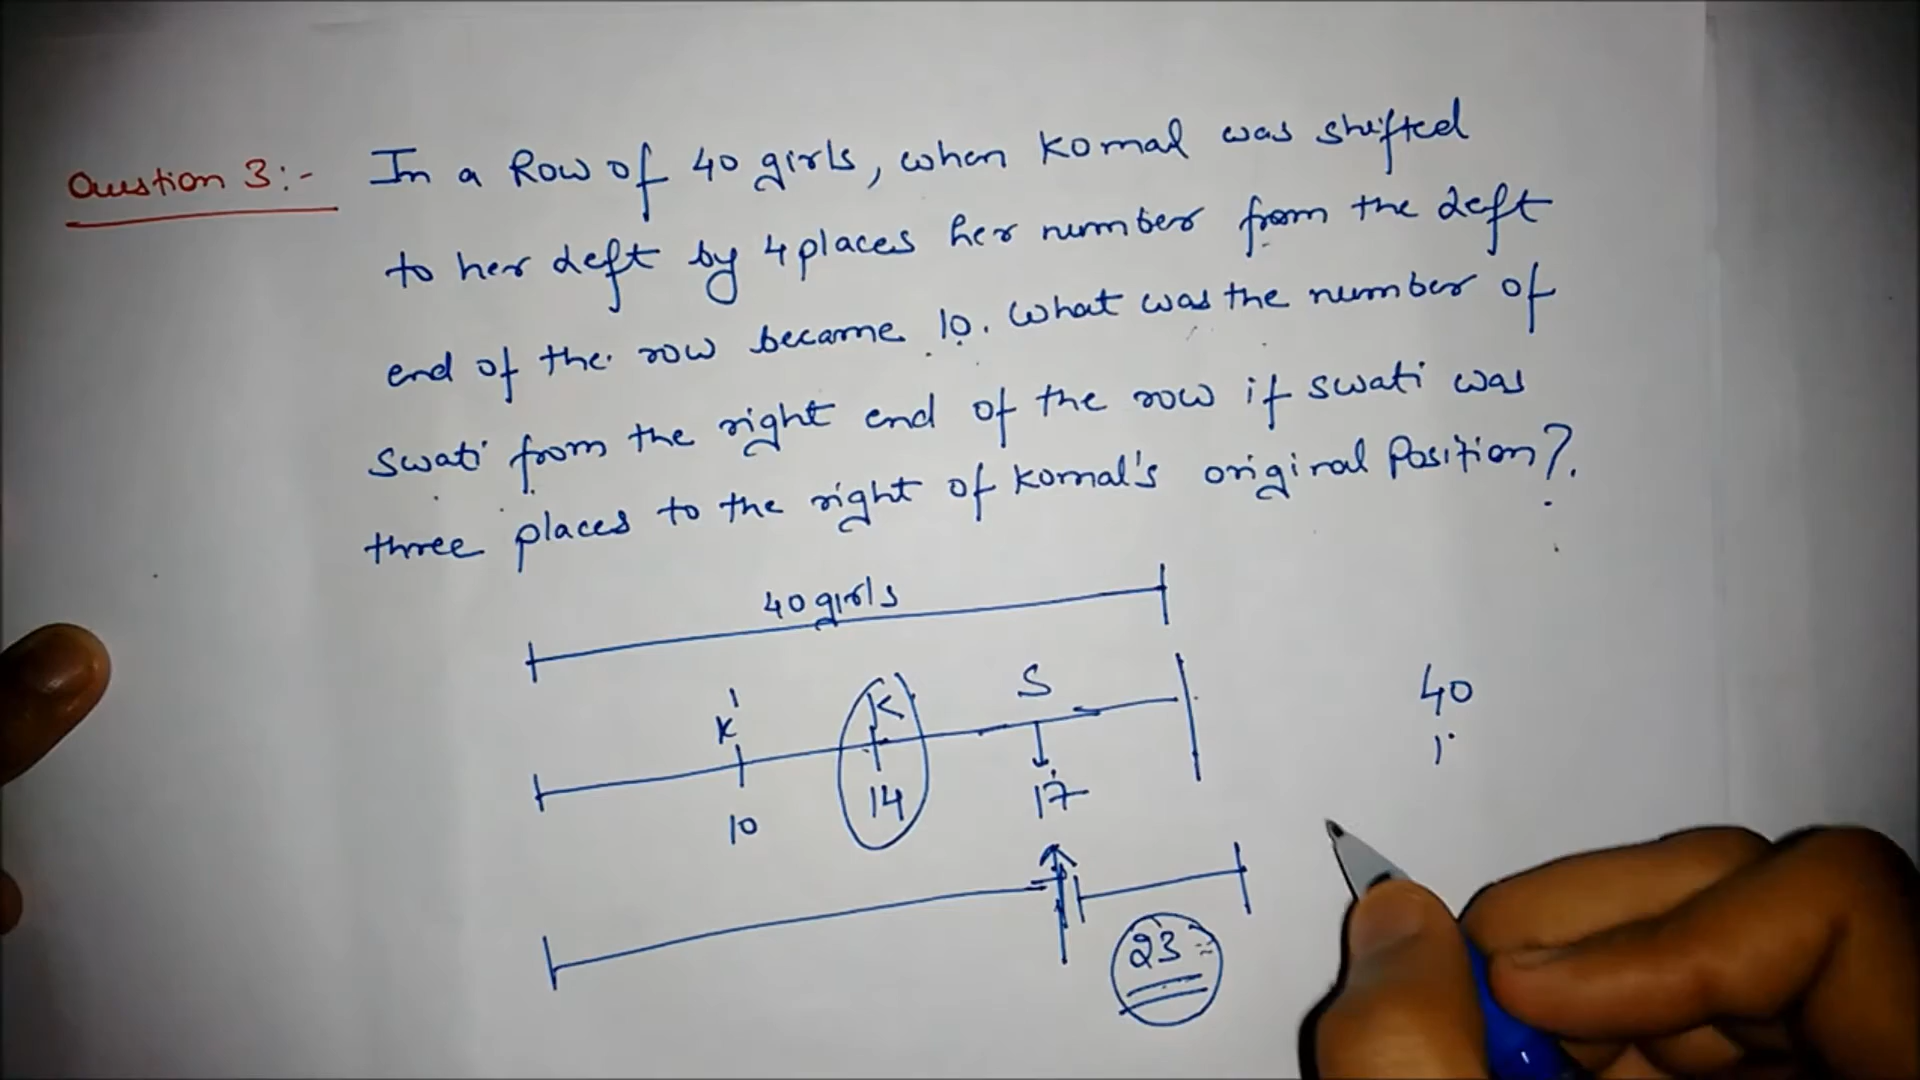 Question 3:- In a Row of 40 girls, when Komal was shifted
to her left by 4 places her number from the left
end of the row became 10. What was the number of
Swati from the right end of the row if Swati was
three places to the right of Komal's original Position?.
40 girls
K K S
10 14 17
40
1
23